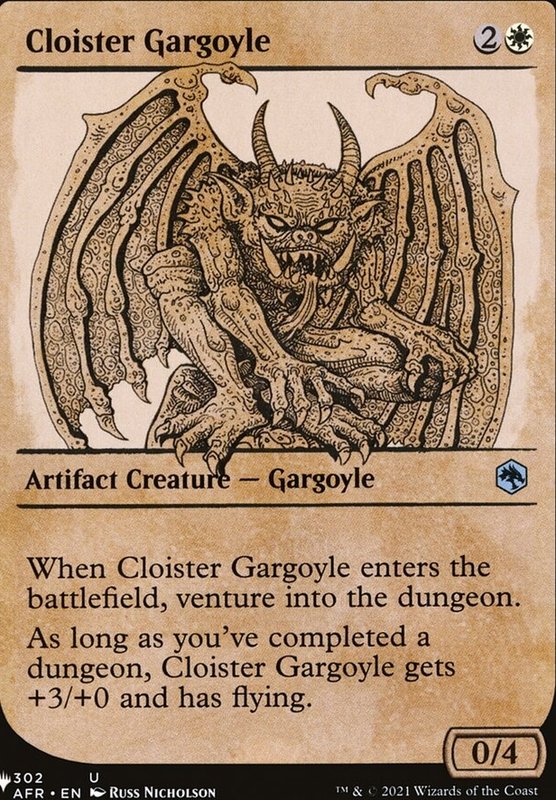 Cloister Gargoyle 2
Artifact Creature — Gargoyle
When Cloister Gargoyle enters the
battlefield, venture into the dungeon.
As long as you've completed a
dungeon, Cloister Gargoyle gets
+3/+0 and has flying.
0/4
302 U
AFR • EN Russ Nicholson ™ & © 2021 Wizards of the Coast